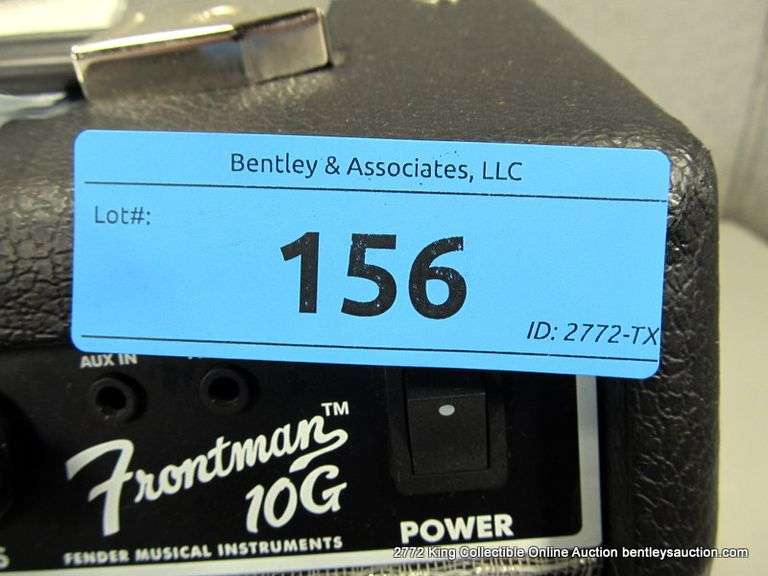 Bentley & Associates, LLC
Lot#:
156
ID: 2772-TX
AUX IN
Frontman™
10G
POWER
FENDER MUSICAL INSTRUMENTS
2772 King Collectible Online Auction bentleysauction.com